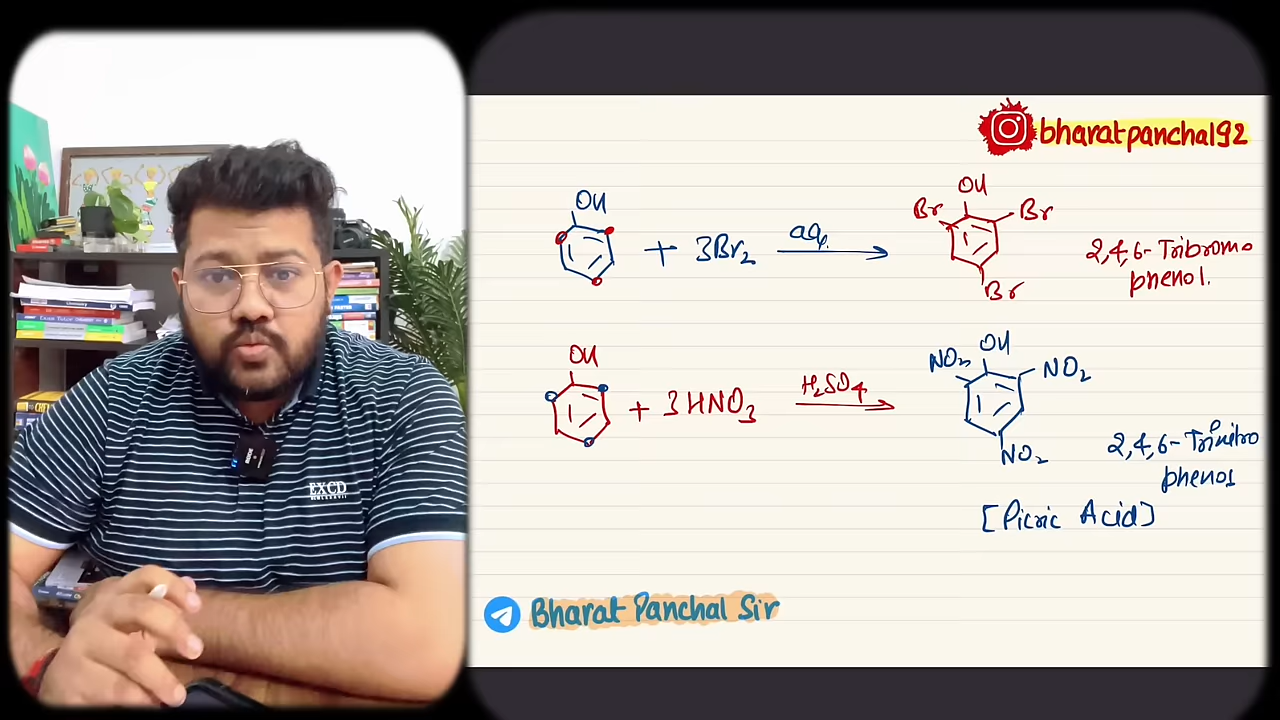 bharatpanchal92
OH
+ 3Br2 aq. →
OH
Br
Br
Br
2,4,6-Tribromo
phenol.
OH
+ 3HNO3 H2SO4 →
OH
NO2
NO2
NO2
2,4,6-Trinitro
phenol
[Picric Acid]
Bharat Panchal Sir
EXCD